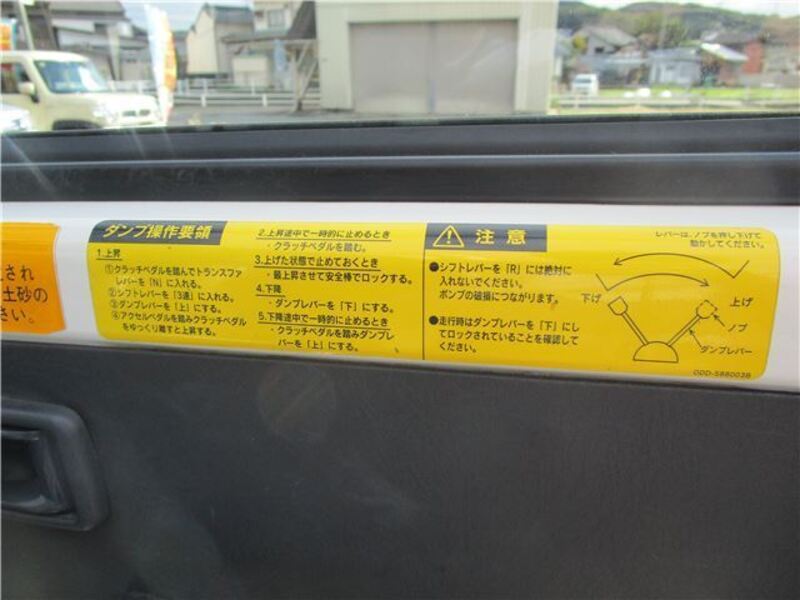 され
土砂の
さい。
ダンプ操作要領
1.上昇
①クラッチペダルを踏んでトランスファ
レバーを「N」に入れる。
②シフトレバーを「3速」に入れる。
③ダンプレバーを「上」にする。
④アクセルペダルを踏みクラッチペダル
をゆっくり離すと上昇する。
2.上昇途中で一時的に止めるとき
・クラッチペダルを踏む。
3.上げた状態で止めておくとき
・最上昇させて安全棒でロックする。
4.下降
・ダンプレバーを「下」にする。
5.下降途中で一時的に止めるとき
・クラッチペダルを踏みダンプレ
バーを「上」にする。
注意
●シフトレバーを「R」には絶対に
入れないでください。
ポンプの破損につながります。
●走行時はダンプレバーを「下」にし
てロックされていることを確認して
ください。
レバーは、ノブを押し下げて
動かしてください。
下げ
上げ
ノブ
ダンプレバー